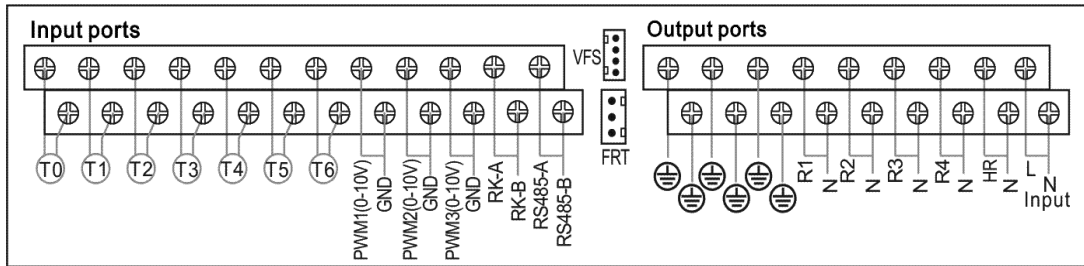 Input ports
VFS
FRT
T0 T1 T2 T3 T4 T5 T6
PWM1(0-10V)
GND
PWM2(0-10V)
GND
PWM3(0-10V)
GND
RK-A
RK-B
RS485-A
RS485-B
Output ports
R1
N
R2
N
R3
N
R4
N
HR
N
L
N
Input